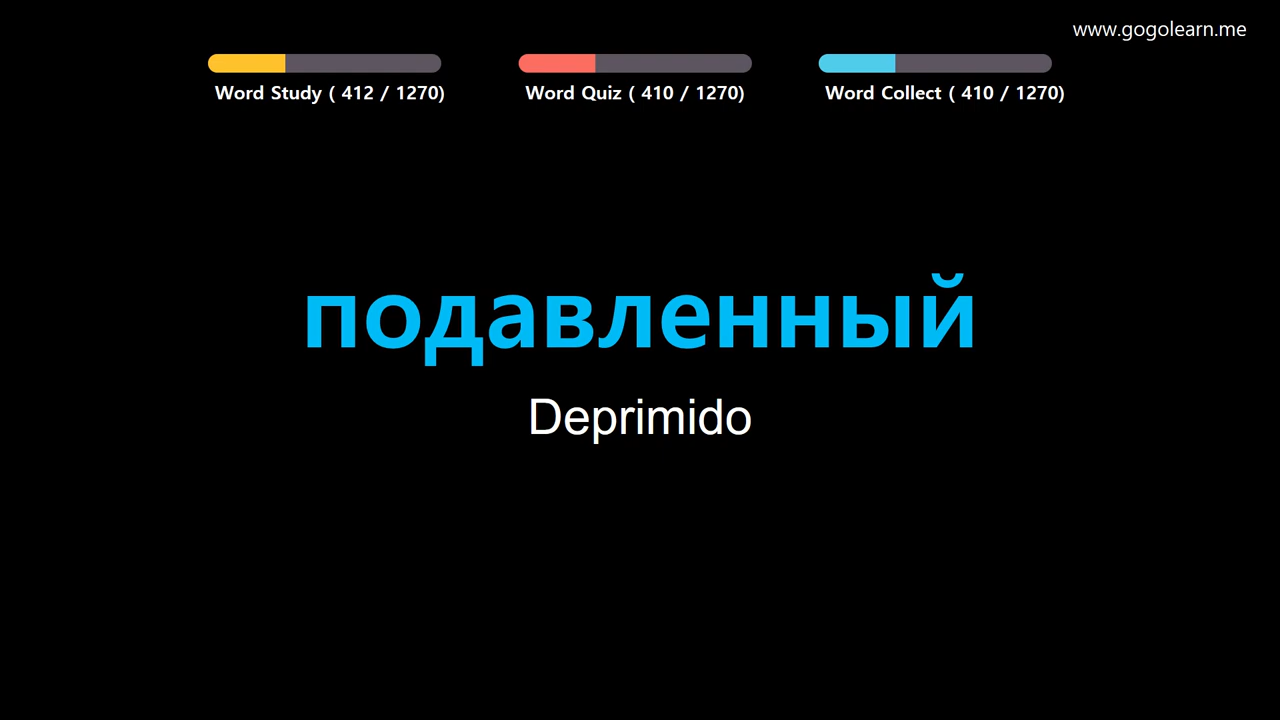 www.gogolearn.me
Word Study ( 412 / 1270)
Word Quiz ( 410 / 1270)
Word Collect ( 410 / 1270)
подавленный
Deprimido